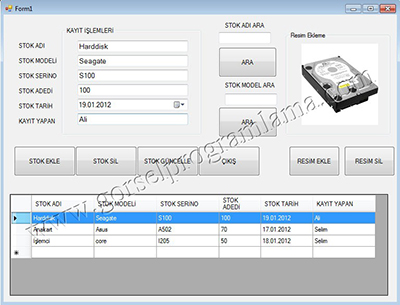 Form1
KAYIT İŞLEMLERİ
STOK ADI Harddisk
STOK MODELİ Seagate
STOK SERİNO S100
STOK ADEDİ 100
STOK TARİH 19.01.2012
KAYIT YAPAN Ali
STOK ADI ARA
ARA
STOK MODEL ARA
ARA
Resim Ekleme
STOK EKLE STOK SİL STOK GÜNCELLE ÇIKIŞ RESİM EKLE RESİM SİL
STOK ADI STOK MODELİ STOK SERİNO STOK ADEDİ STOK TARİH KAYIT YAPAN
Harddisk Seagate S100 100 19.01.2012 Ali
Anakart Asus A502 70 17.01.2012 Selim
İşlemci core I205 50 18.01.2012 Selim
www.gorselprogramlama.com